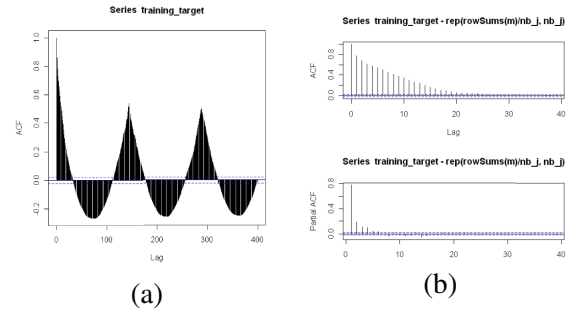 Series training_target
ACF
1.0
0.8
0.6
0.4
0.2
0.0
-0.2
0 100 200 300 400
Lag
(a)
Series training_target - rep(rowSums(m)/nb_j, nb_j)
ACF
0.8
0.4
0.0
0 10 20 30 40
Lag
Series training_target - rep(rowSums(m)/nb_j, nb_j)
Partial ACF
0.8
0.4
0.0
0 10 20 30 40
(b)